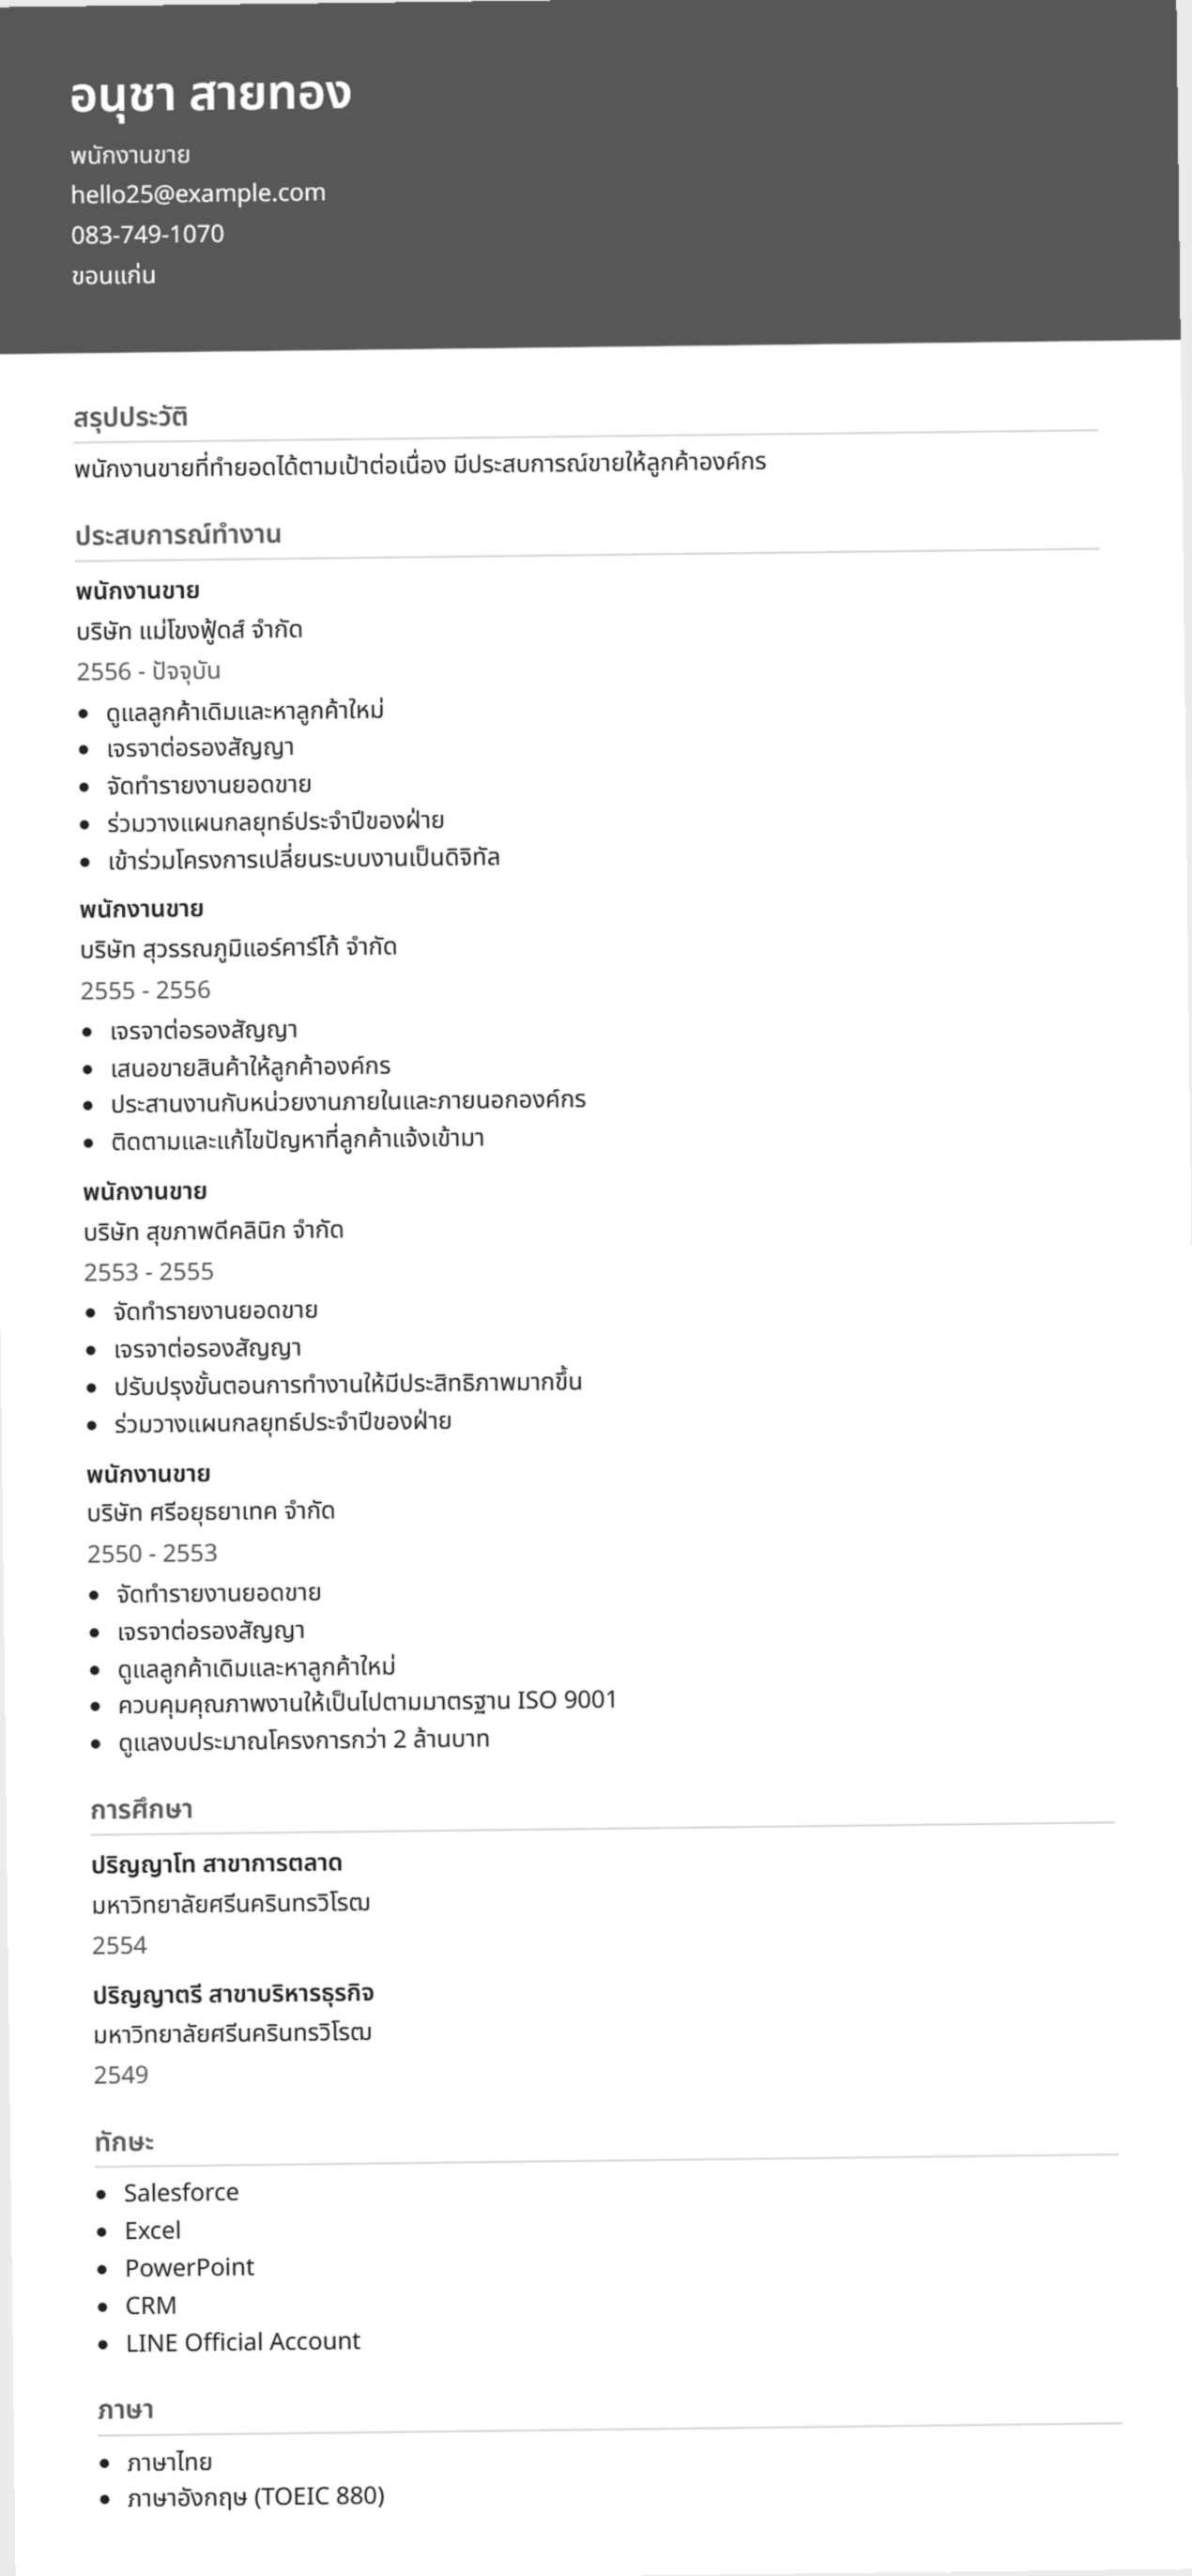 อนุชา สายทอง
พนักงานขาย
hello25@example.com
083-749-1070
ขอนแก่น
สรุปประวัติ
พนักงานขายที่ทำยอดได้ตามเป้าต่อเนื่อง มีประสบการณ์ขายให้ลูกค้าองค์กร
ประสบการณ์ทำงาน
พนักงานขาย
บริษัท แม่โขงฟู้ดส์ จำกัด
2556 - ปัจจุบัน
• ดูแลลูกค้าเดิมและหาลูกค้าใหม่
• เจรจาต่อรองสัญญา
• จัดทำรายงานยอดขาย
• ร่วมวางแผนกลยุทธ์ประจำปีของฝ่าย
• เข้าร่วมโครงการเปลี่ยนระบบงานเป็นดิจิทัล
พนักงานขาย
บริษัท สุวรรณภูมิแอร์คาร์โก้ จำกัด
2555 - 2556
• เจรจาต่อรองสัญญา
• เสนอขายสินค้าให้ลูกค้าองค์กร
• ประสานงานกับหน่วยงานภายในและภายนอกองค์กร
• ติดตามและแก้ไขปัญหาที่ลูกค้าแจ้งเข้ามา
พนักงานขาย
บริษัท สุขภาพดีคลินิก จำกัด
2553 - 2555
• จัดทำรายงานยอดขาย
• เจรจาต่อรองสัญญา
• ปรับปรุงขั้นตอนการทำงานให้มีประสิทธิภาพมากขึ้น
• ร่วมวางแผนกลยุทธ์ประจำปีของฝ่าย
พนักงานขาย
บริษัท ศรีอยุธยาเทค จำกัด
2550 - 2553
• จัดทำรายงานยอดขาย
• เจรจาต่อรองสัญญา
• ดูแลลูกค้าเดิมและหาลูกค้าใหม่
• ควบคุมคุณภาพงานให้เป็นไปตามมาตรฐาน ISO 9001
• ดูแลงบประมาณโครงการกว่า 2 ล้านบาท
การศึกษา
ปริญญาโท สาขาการตลาด
มหาวิทยาลัยศรีนครินทรวิโรฒ
2554
ปริญญาตรี สาขาบริหารธุรกิจ
มหาวิทยาลัยศรีนครินทรวิโรฒ
2549
ทักษะ
• Salesforce
• Excel
• PowerPoint
• CRM
• LINE Official Account
ภาษา
• ภาษาไทย
• ภาษาอังกฤษ (TOEIC 880)